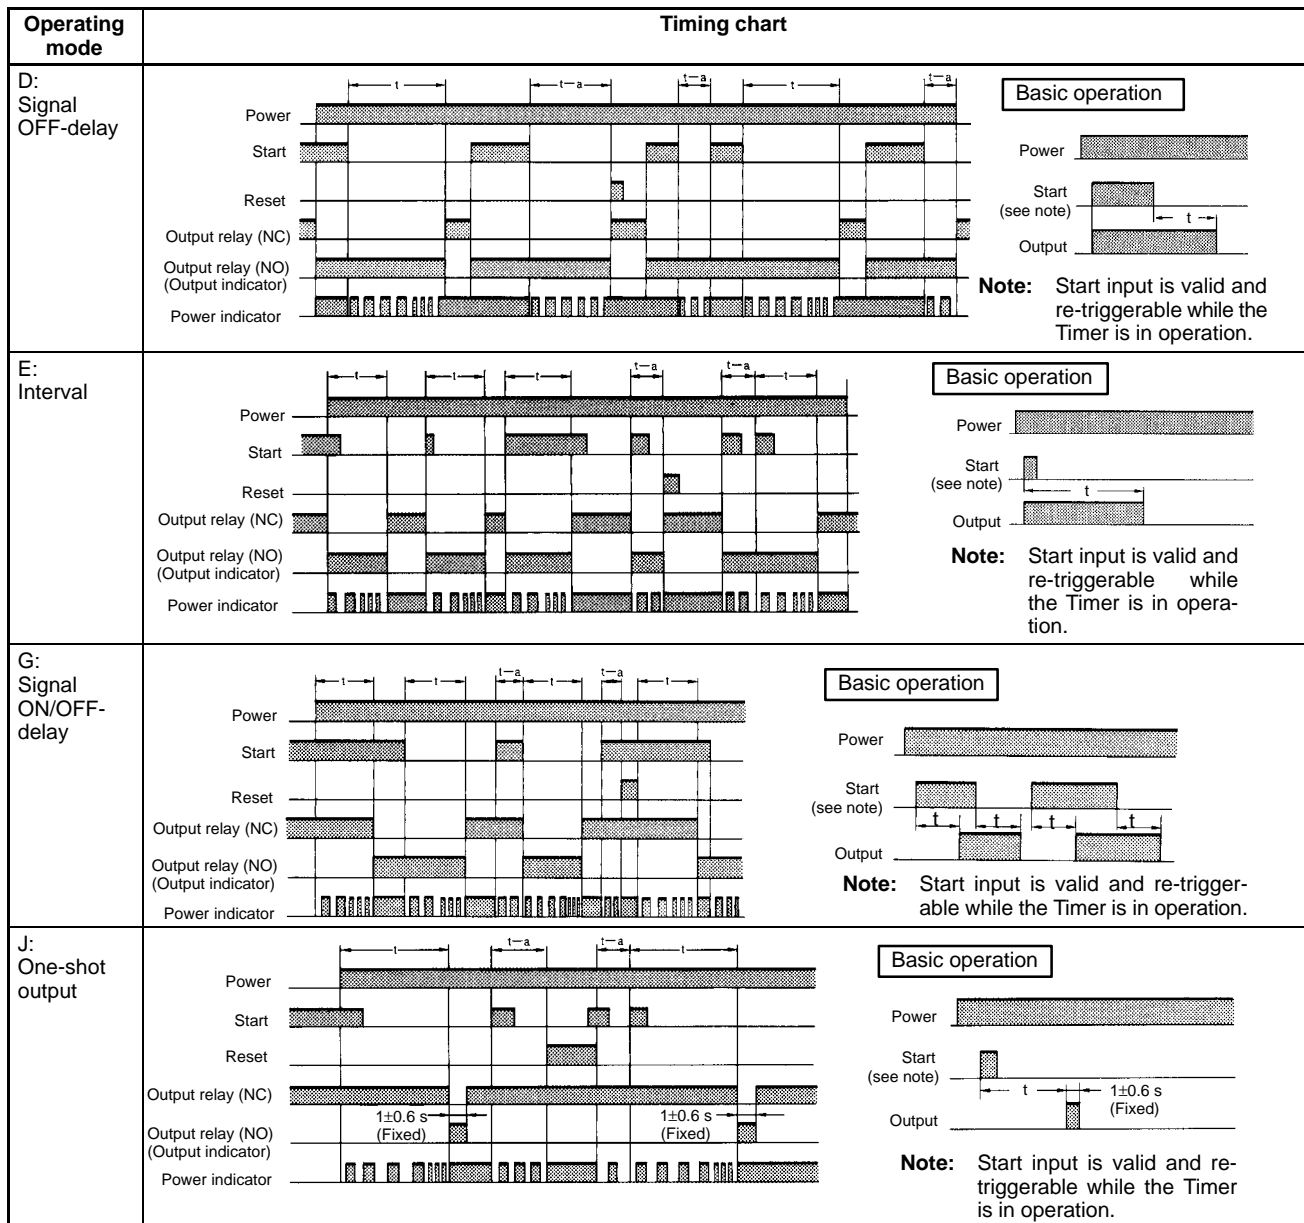 Operating
mode
Timing chart
D:
Signal
OFF-delay
t
t—a
t—a
t
t—a
Power
Start
Reset
Output relay (NC)
Output relay (NO)
(Output indicator)
Power indicator
Basic operation
Power
Start
(see note)
t
Output
Note: Start input is valid and
re-triggerable while the
Timer is in operation.
E:
Interval
t
t
t
t—a
t—a
t
Power
Start
Reset
Output relay (NC)
Output relay (NO)
(Output indicator)
Power indicator
Basic operation
Power
Start
(see note)
t
Output
Note: Start input is valid and
re-triggerable while
the Timer is in opera-
tion.
G:
Signal
ON/OFF-
delay
t
t
t—a
t
t—a
t
Power
Start
Reset
Output relay (NC)
Output relay (NO)
(Output indicator)
Power indicator
Basic operation
Power
Start
(see note)
t
t
t
t
Output
Note: Start input is valid and re-trigger-
able while the Timer is in operation.
J:
One-shot
output
t
t—a
t—a
t
Power
Start
Reset
Output relay (NC)
1±0.6 s
(Fixed)
1±0.6 s
(Fixed)
Output relay (NO)
(Output indicator)
Power indicator
Basic operation
Power
Start
(see note)
t
1±0.6 s
(Fixed)
Output
Note: Start input is valid and re-
triggerable while the Timer
is in operation.